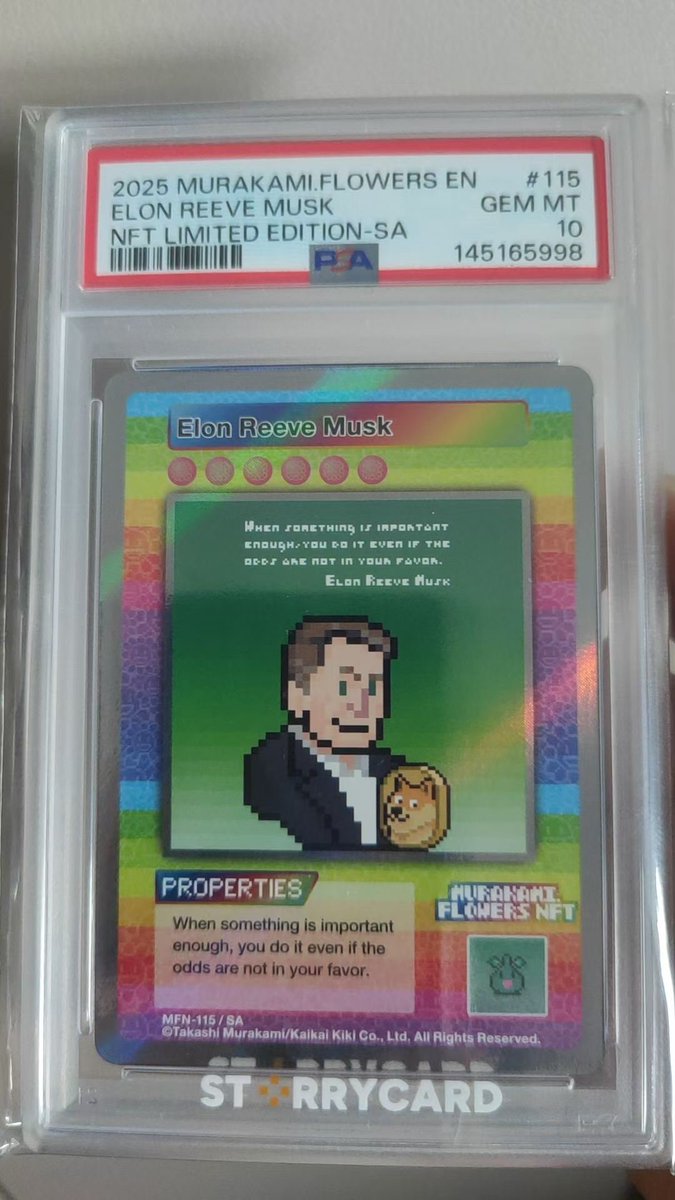 2025 MURAKAMI.FLOWERS EN #115
ELON REEVE MUSK GEM MT
NFT LIMITED EDITION-SA 10
PSA 145165998
Elon Reeve Musk
When something is important
enough, you do it even if the
odds are not in your favor.
Elon Reeve Musk
PROPERTIES
When something is important
enough, you do it even if the
odds are not in your favor.
MURAKAMI.
FLOWERS NFT
MFN-115 / SA
©Takashi Murakami/Kaikai Kiki Co., Ltd, All Rights Reserved.
STARRYCARD